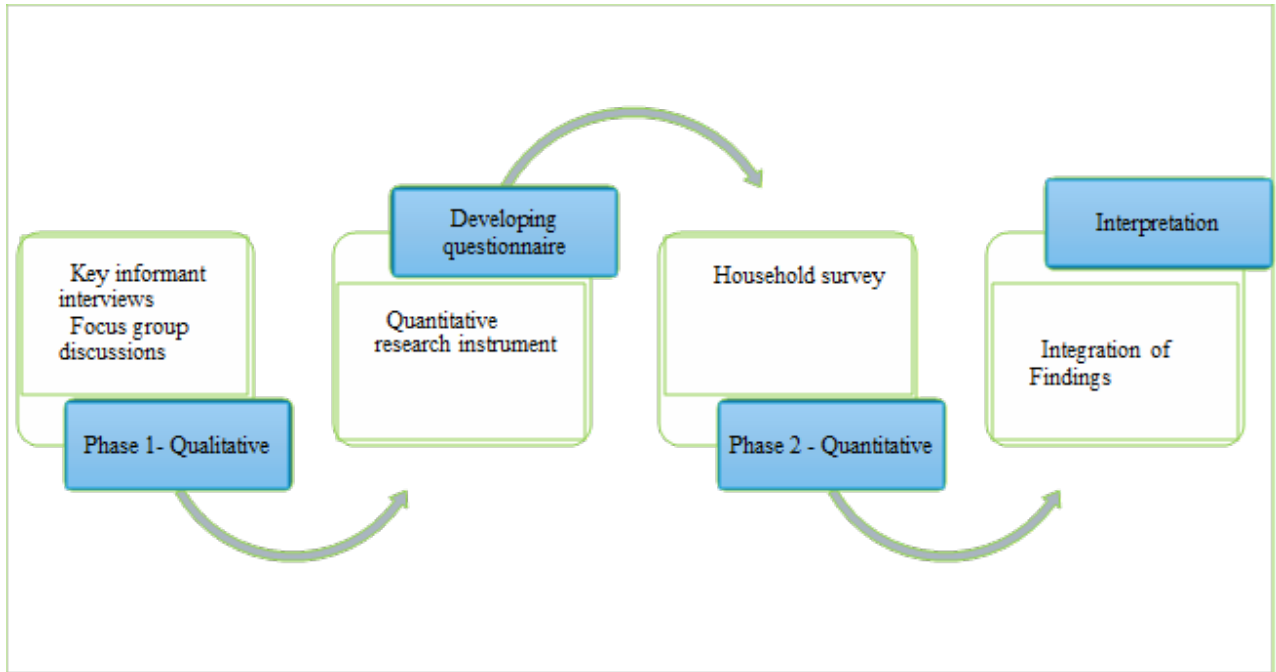 Key informant
interviews
Focus group
discussions
Phase 1- Qualitative
Developing
questionnaire
Quantitative
research instrument
Household survey
Phase 2 - Quantitative
Interpretation
Integration of
Findings